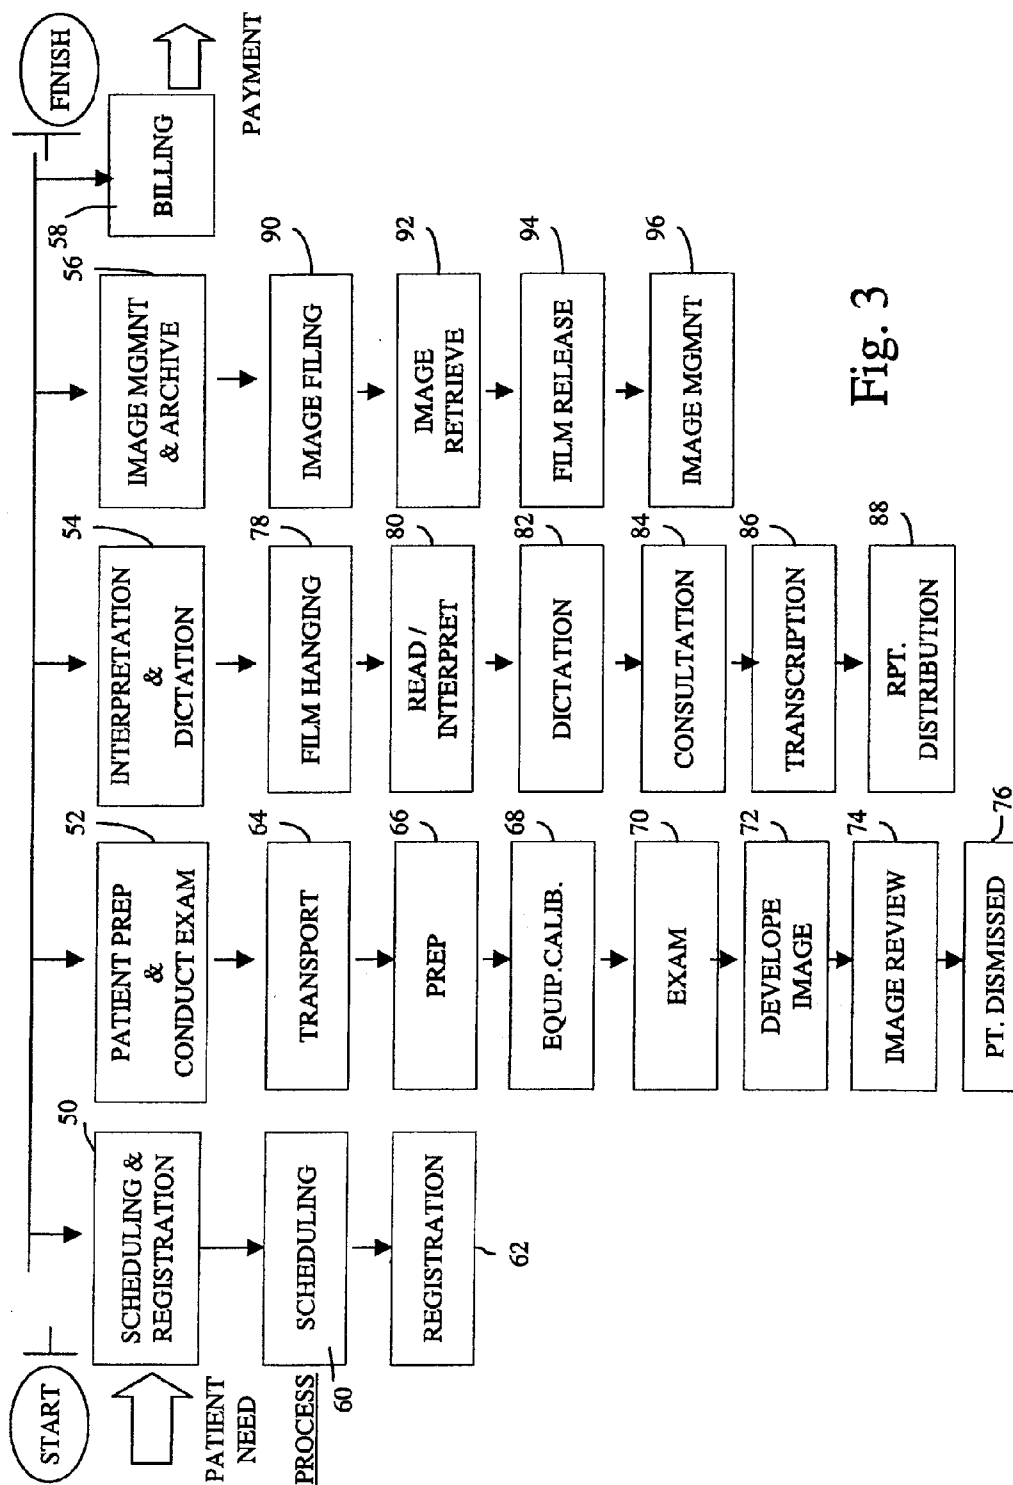 START
FINISH
PATIENT
NEED
PROCESS
50
SCHEDULING &
REGISTRATION
SCHEDULING
60
REGISTRATION
62
52
PATIENT PREP
&
CONDUCT EXAM
64
TRANSPORT
66
PREP
68
EQUIP.CALIB.
70
EXAM
72
DEVELOPE
IMAGE
74
IMAGE REVIEW
76
PT. DISMISSED
54
INTERPRETATION
&
DICTATION
78
FILM HANGING
80
READ /
INTERPRET
82
DICTATION
84
CONSULTATION
86
TRANSCRIPTION
88
RPT.
DISTRIBUTION
56
IMAGE MGMNT
& ARCHIVE
90
IMAGE FILING
92
IMAGE
RETRIEVE
94
FILM RELEASE
96
IMAGE MGMNT
58
BILLING
PAYMENT
Fig. 3